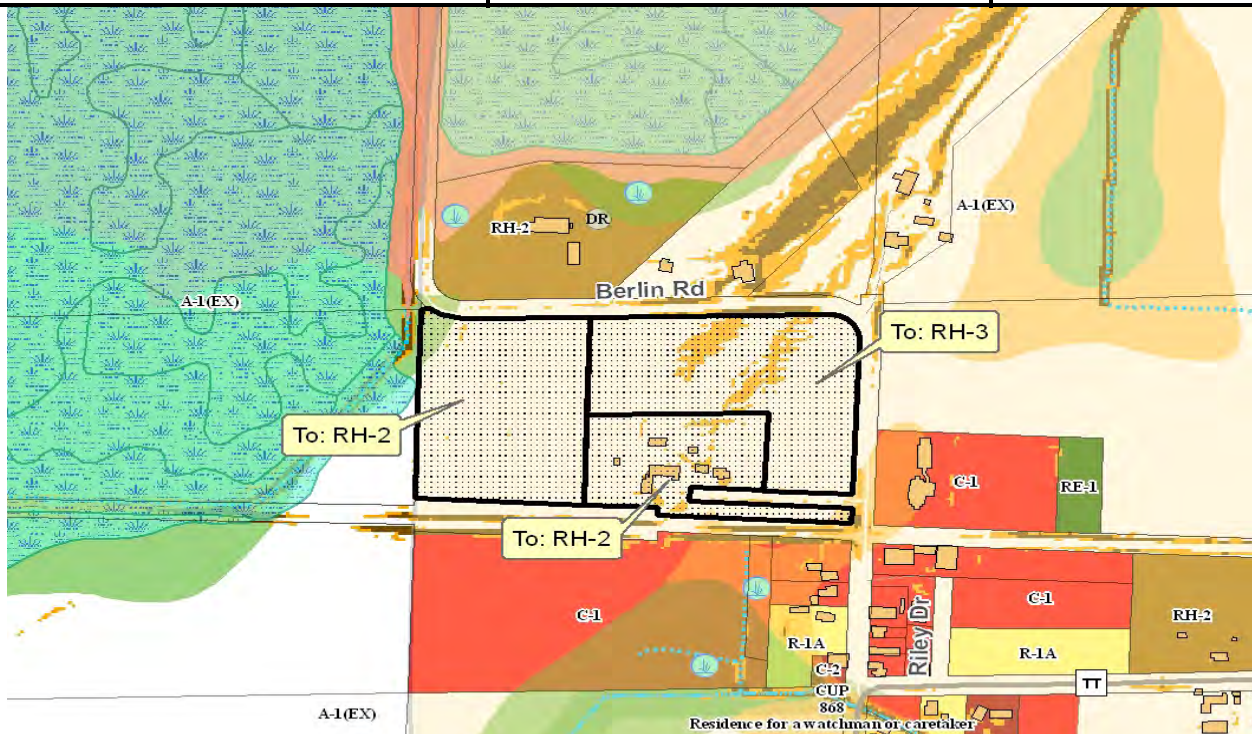 RH-2
DR
A-1(EX)
Berlin Rd
A-1(EX)
To: RH-3
To: RH-2
To: RH-2
C-1
RE-1
C-1
C-1
RH-2
R-1A
R-1A
Riley Dr
C-2
TT
CUP
868
A-1(EX)
Residence for a watchman or caretaker